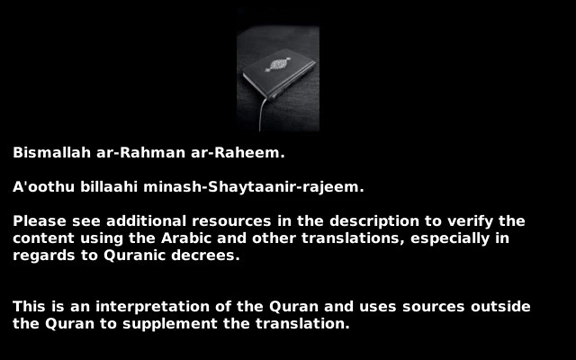 Bismallah ar-Rahman ar-Raheem.
A'oothu billaahi minash-Shaytaanir-rajeem.
Please see additional resources in the description to verify the
content using the Arabic and other translations, especially in
regards to Quranic decrees.
This is an interpretation of the Quran and uses sources outside
the Quran to supplement the translation.